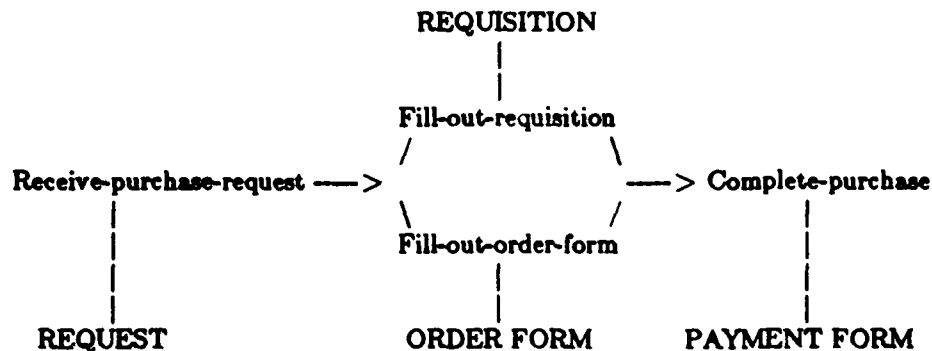 REQUISITION
Fill-out-requisition
Receive-purchase-request
Complete-purchase
Fill-out-order-form
REQUEST
ORDER FORM
PAYMENT FORM